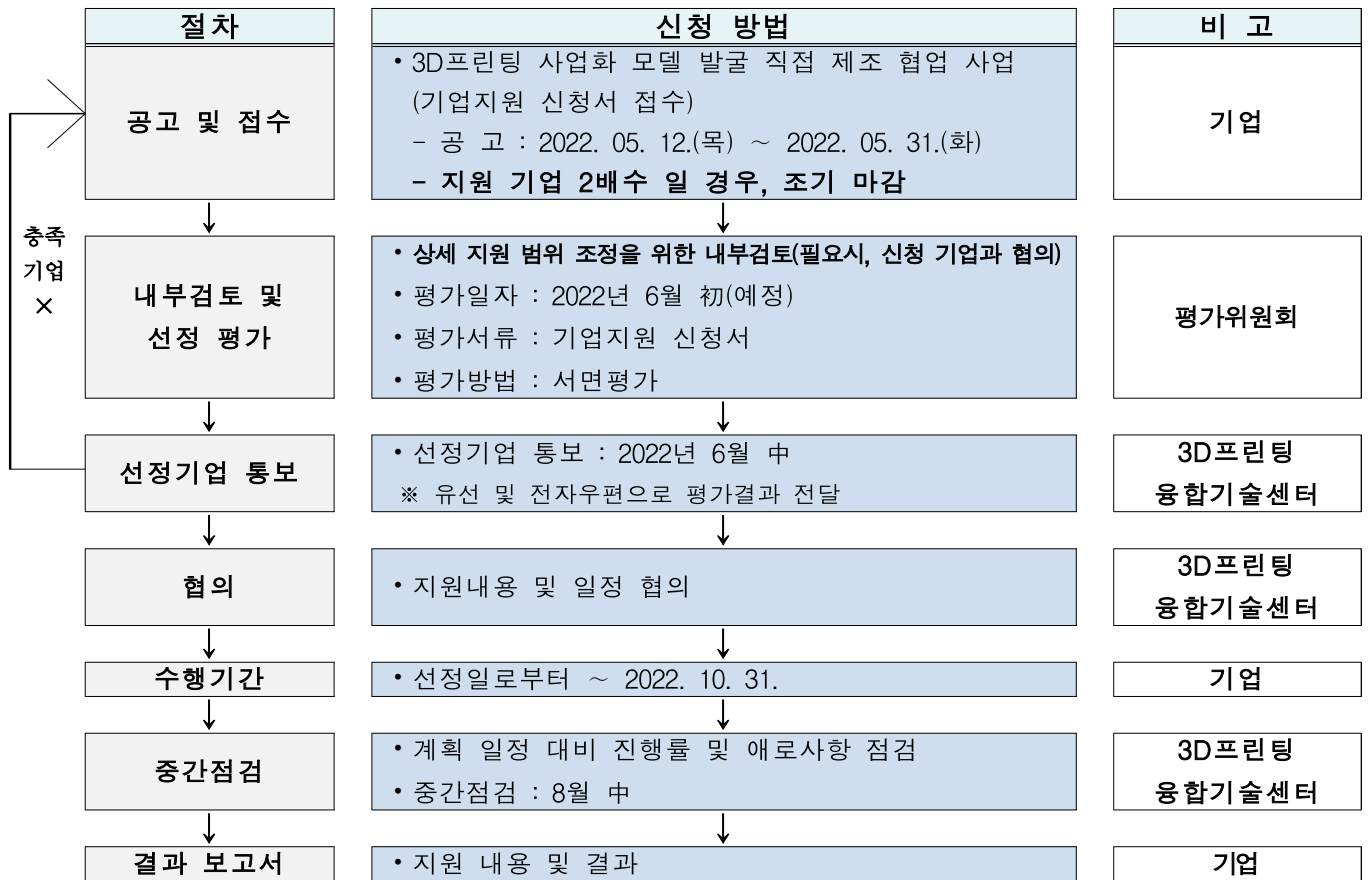 절차
신청 방법
비 고
공고 및 접수
• 3D프린팅 사업화 모델 발굴 직접 제조 협업 사업
(기업지원 신청서 접수)
- 공 고 : 2022. 05. 12.(목) ~ 2022. 05. 31.(화)
- 지원 기업 2배수 일 경우, 조기 마감
기업
충족
기업
×
내부검토 및
선정 평가
• 상세 지원 범위 조정을 위한 내부검토(필요시, 신청 기업과 협의)
• 평가일자 : 2022년 6월 初(예정)
• 평가서류 : 기업지원 신청서
• 평가방법 : 서면평가
평가위원회
선정기업 통보
• 선정기업 통보 : 2022년 6월 中
※ 유선 및 전자우편으로 평가결과 전달
3D프린팅
융합기술센터
협의
• 지원내용 및 일정 협의
3D프린팅
융합기술센터
수행기간
• 선정일로부터 ~ 2022. 10. 31.
기업
중간점검
• 계획 일정 대비 진행률 및 애로사항 점검
• 중간점검 : 8월 中
3D프린팅
융합기술센터
결과 보고서
• 지원 내용 및 결과
기업